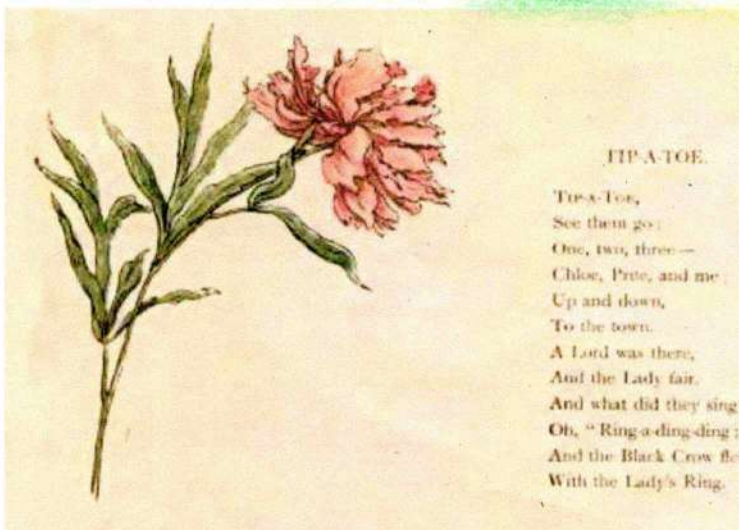 TIP-A-TOE.
TIP-A-TOE,
See them go:
One, two, three—
Chloe, Prue, and me;
Up and down,
To the town.
A Lord was there,
And the Lady fair.
And what did they sing
Oh, "Ring-a-ding-ding;
And the Black Crow
With the Lady's Ring.